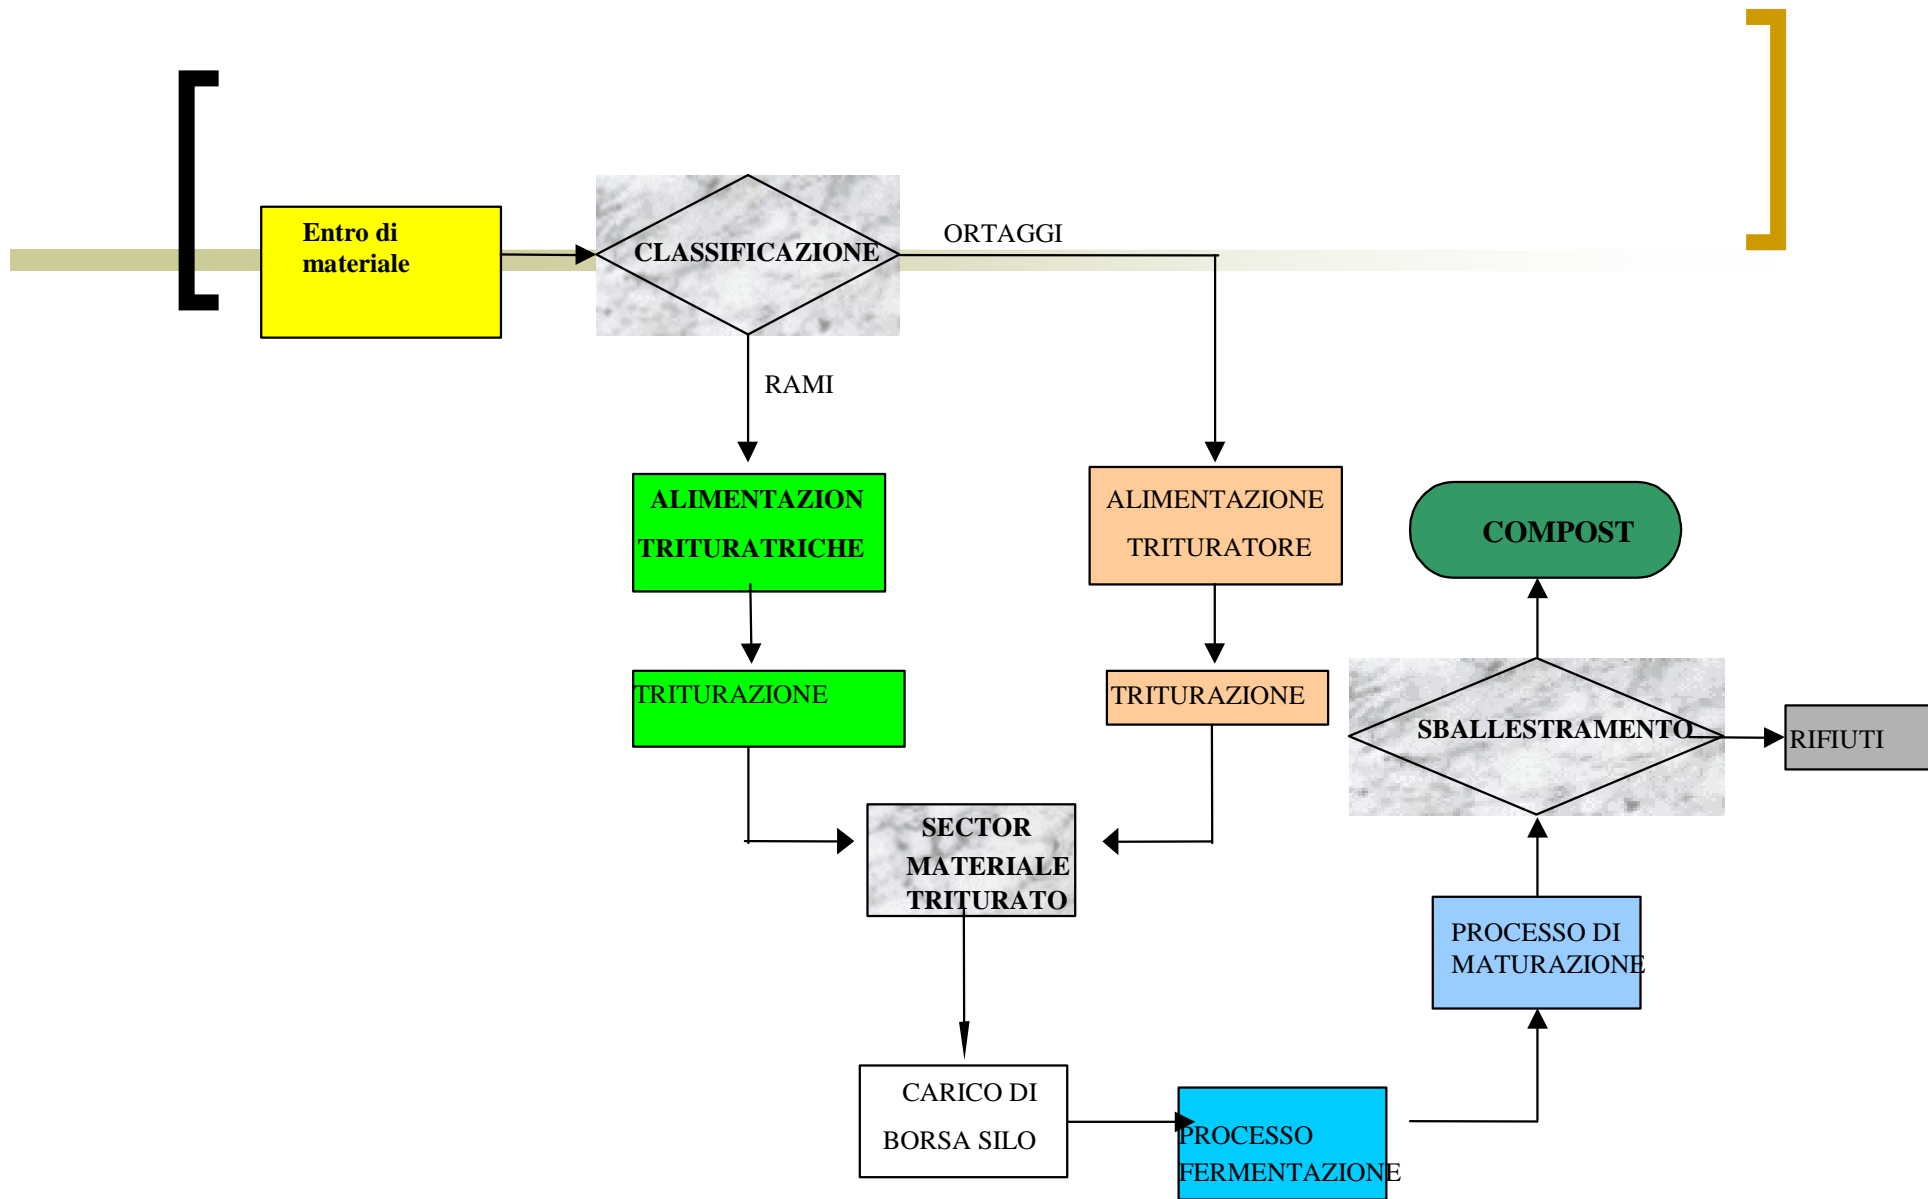 Entro di
materiale
CLASSIFICAZIONE
ORTAGGI
RAMI
ALIMENTAZION
TRITURATRICHE
ALIMENTAZIONE
TRITURATORE
COMPOST
TRITURAZIONE
TRITURAZIONE
SBALLESTRAMENTO
RIFIUTI
SECTOR
MATERIALE
TRITURATO
PROCESSO DI
MATURAZIONE
CARICO DI
BORSA SILO
PROCESSO
FERMENTAZIONE